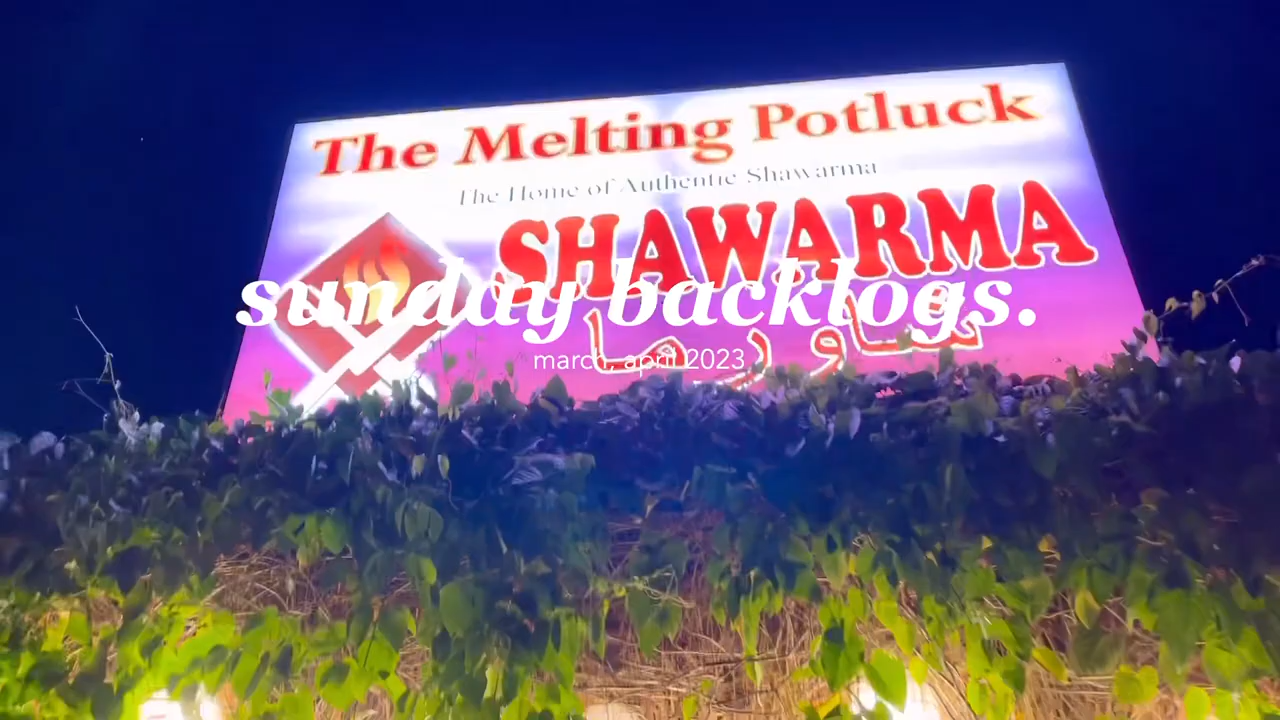 The Melting Potluck
The Home of Authentic Shawarma
SHAWARMA
sunday backlogs.
شاورما
march, april 2023